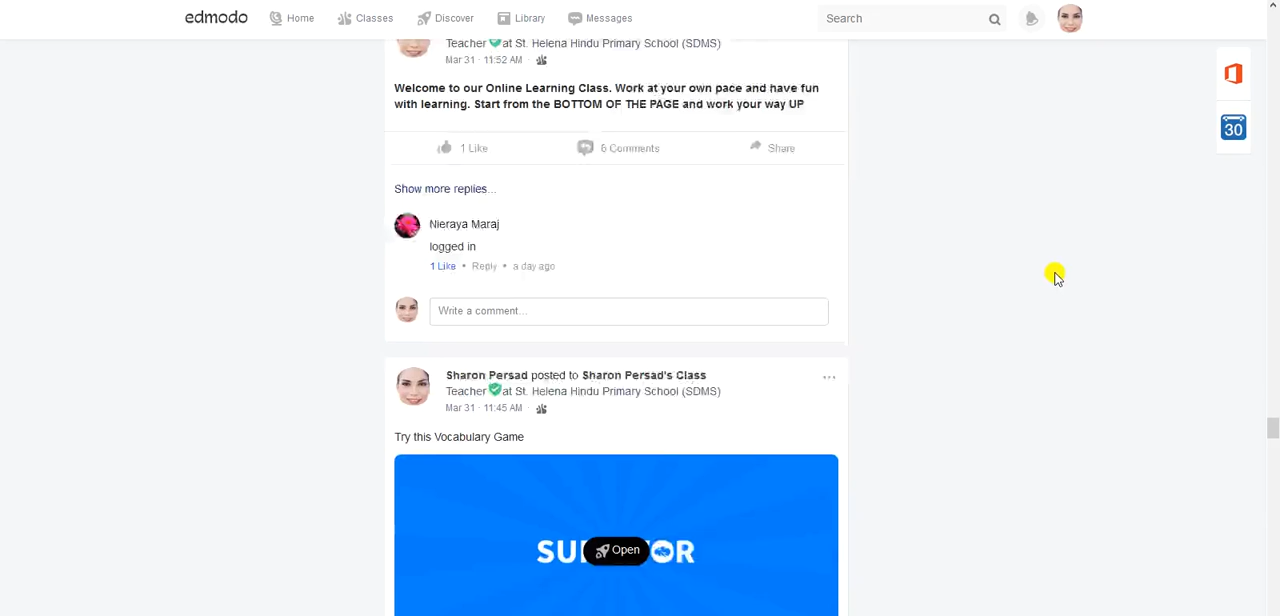 edmodo Home Classes Discover Library Messages Search
Teacher at St. Helena Hindu Primary School (SDMS)
Mar 31 · 11:52 AM ·
30
Welcome to our Online Learning Class. Work at your own pace and have fun
with learning. Start from the BOTTOM OF THE PAGE and work your way UP
1 Like 6 Comments Share
Show more replies...
Nieraya Maraj
logged in
1 Like • Reply • a day ago
Write a comment...
Sharon Persad posted to Sharon Persad's Class
Teacher at St. Helena Hindu Primary School (SDMS)
Mar 31 · 11:45 AM ·
Try this Vocabulary Game
Open